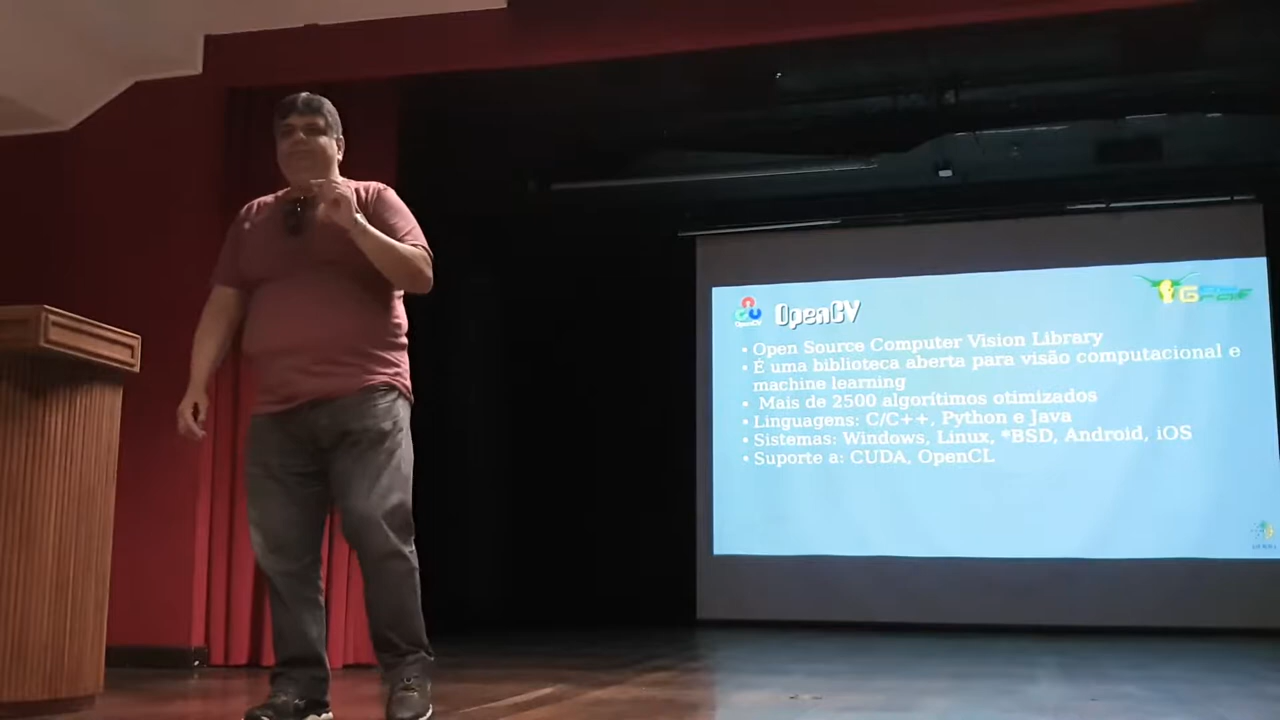 OpenCV
OpenCV
• Open Source Computer Vision Library
• É uma biblioteca aberta para visão computacional e
machine learning
• Mais de 2500 algorítimos otimizados
• Linguagens: C/C++, Python e Java
• Sistemas: Windows, Linux, *BSD, Android, iOS
• Suporte a: CUDA, OpenCL